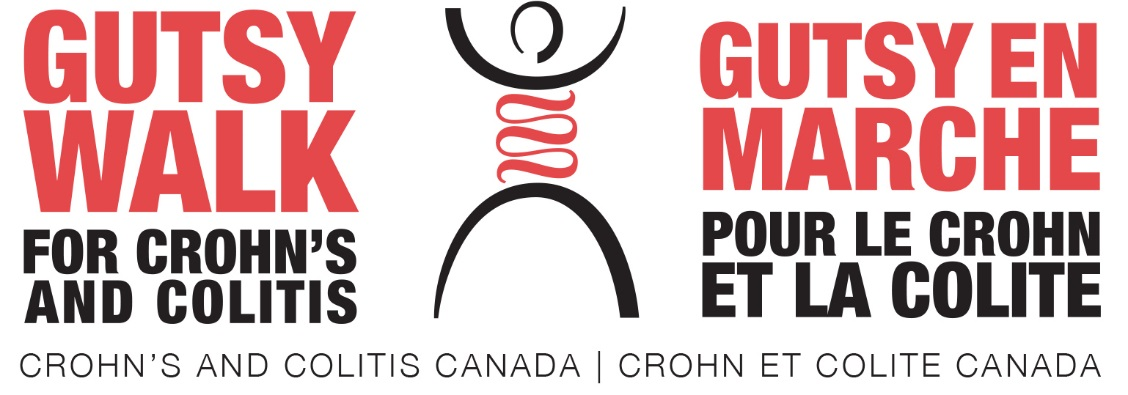 GUTSY
WALK
FOR CROHN'S
AND COLITIS
GUTSY EN
MARCHE
POUR LE CROHN
ET LA COLITE
CROHN'S AND COLITIS CANADA | CROHN ET COLITE CANADA